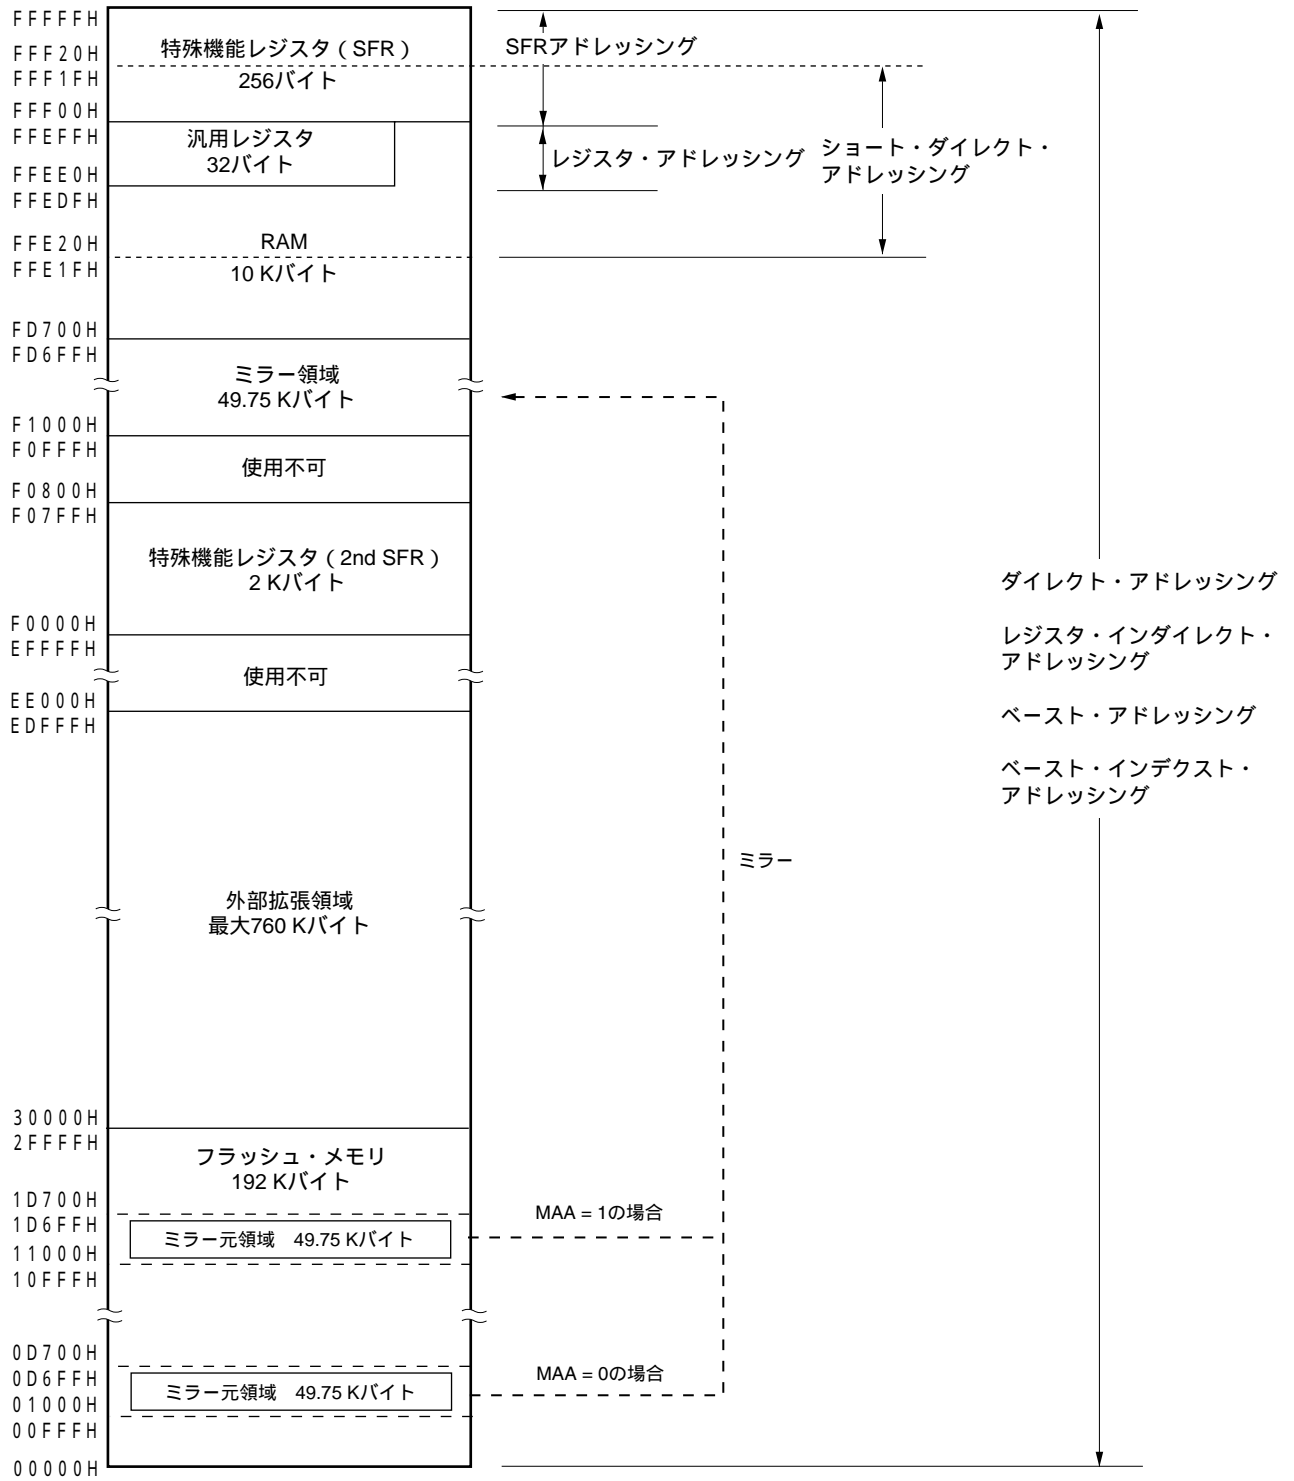 FFFFFH
特殊機能レジスタ（SFR）
256バイト
SFRアドレッシング
FFF20H
FFF1FH
FFF00H
FFEFFH
汎用レジスタ
32バイト
レジスタ・アドレッシング
ショート・ダイレクト・
アドレッシング
FFEE0H
FFEDFH
FFE20H
FFE1FH
RAM
10 Kバイト
FD700H
FD6FFH
ミラー領域
49.75 Kバイト
F1000H
F0FFFH
使用不可
F0800H
F07FFH
特殊機能レジスタ（2nd SFR）
2 Kバイト
F0000H
EFFFFH
使用不可
EE000H
EDFFFH
ダイレクト・アドレッシング
レジスタ・インダイレクト・
アドレッシング
ベースト・アドレッシング
ベースト・インデクスト・
アドレッシング
ミラー
外部拡張領域
最大760 Kバイト
30000H
2FFFFH
フラッシュ・メモリ
192 Kバイト
1D700H
1D6FFH
ミラー元領域　49.75 Kバイト
MAA = 1の場合
11000H
10FFFH
0D700H
0D6FFH
ミラー元領域　49.75 Kバイト
MAA = 0の場合
01000H
00FFFH
00000H